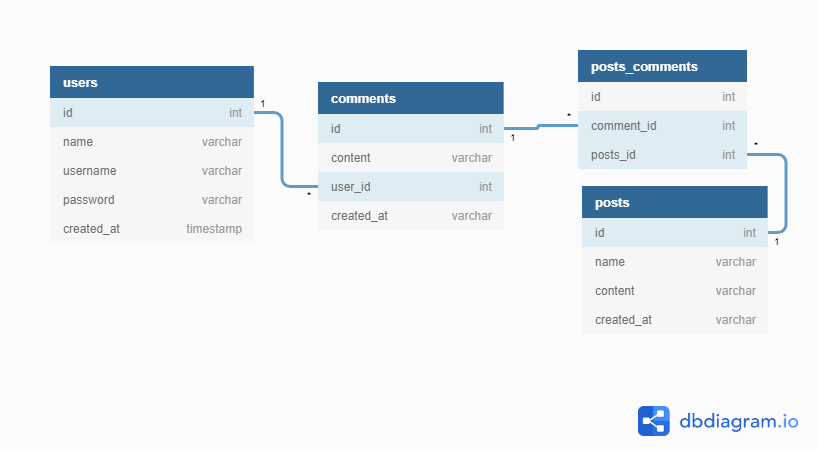 users
id int
name varchar
username varchar
password varchar
created_at timestamp
1
*
comments
id int
content varchar
user_id int
created_at varchar
1
*
posts_comments
id int
comment_id int
posts_id int
*
posts
id int
1
name varchar
content varchar
created_at varchar
dbdiagram.io